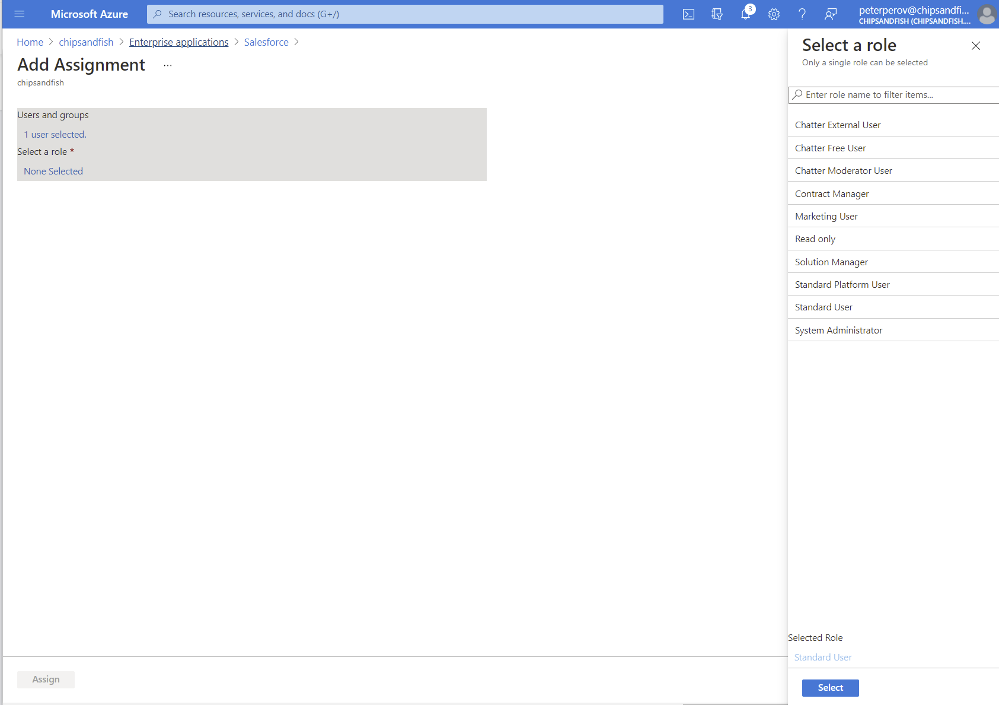 Microsoft Azure
Search resources, services, and docs (G+/)
3
peterperov@chipsandfi...
CHIPSANDFISH (CHIPSANDFISH....
Home > chipsandfish > Enterprise applications > Salesforce >
Add Assignment ...
chipsandfish
Users and groups
1 user selected.
Select a role *
None Selected
Assign
Select a role
Only a single role can be selected
Enter role name to filter items...
Chatter External User
Chatter Free User
Chatter Moderator User
Contract Manager
Marketing User
Read only
Solution Manager
Standard Platform User
Standard User
System Administrator
Selected Role
Standard User
Select